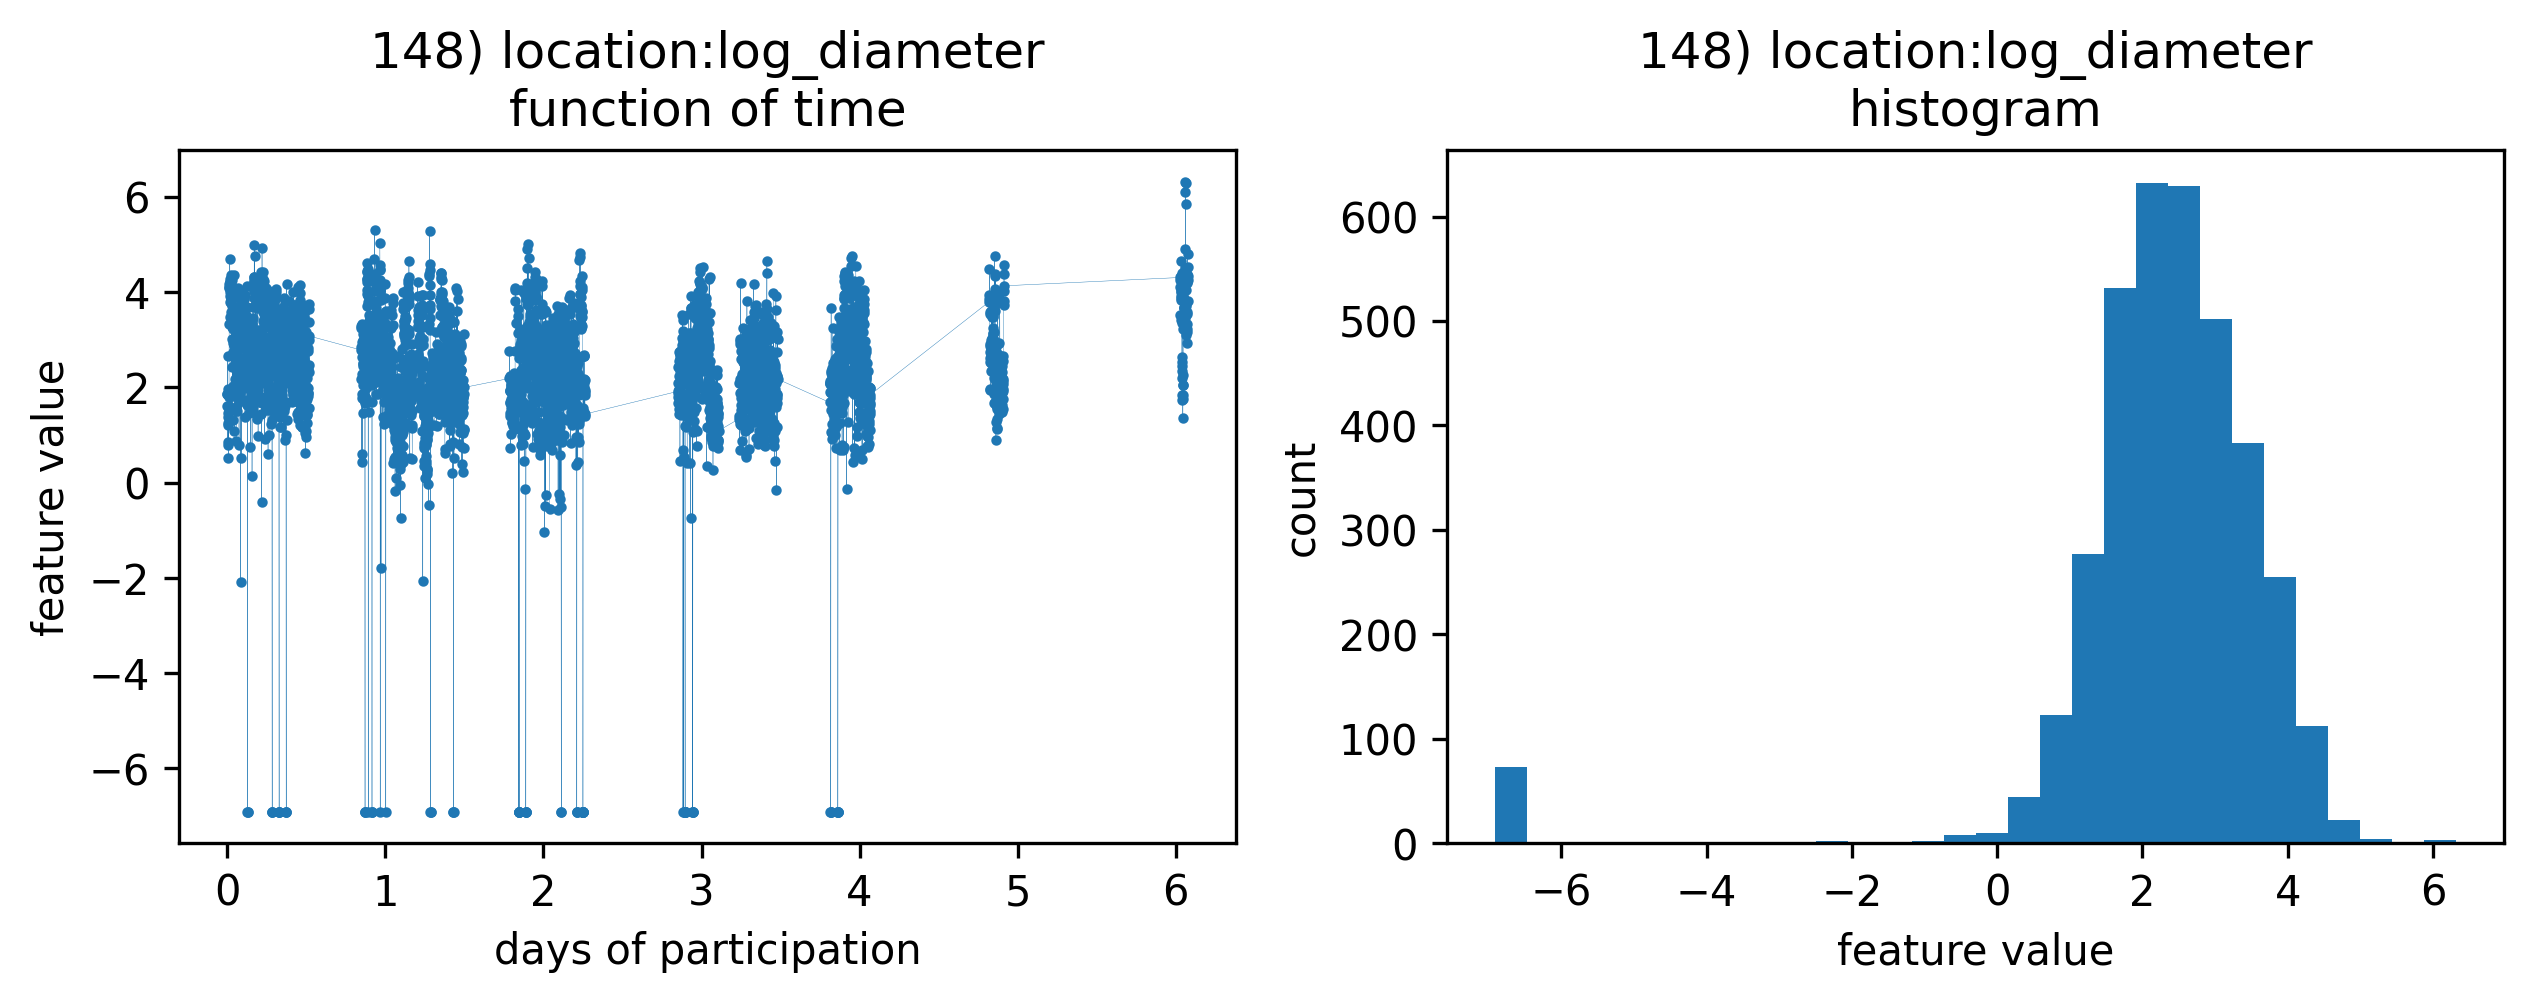 148) location:log_diameter
function of time
feature value
6
4
2
0
−2
−4
−6
0 1 2 3 4 5 6
days of participation
148) location:log_diameter
histogram
count
600
500
400
300
200
100
0
−6 −4 −2 0 2 4 6
feature value